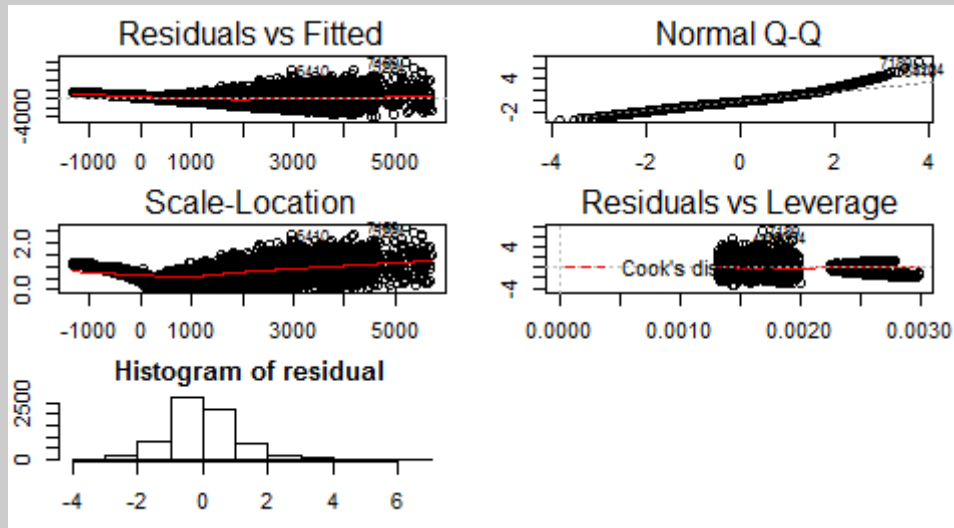 Residuals vs Fitted
-4000
-1000 0 1000 3000 5000
Normal Q-Q
4
-2
-4 -2 0 2 4
Scale-Location
2.0
0.0
-1000 0 1000 3000 5000
Residuals vs Leverage
4
-4
Cook's dis
0.0000 0.0010 0.0020 0.0030
Histogram of residual
2500
0
-4 -2 0 2 4 6